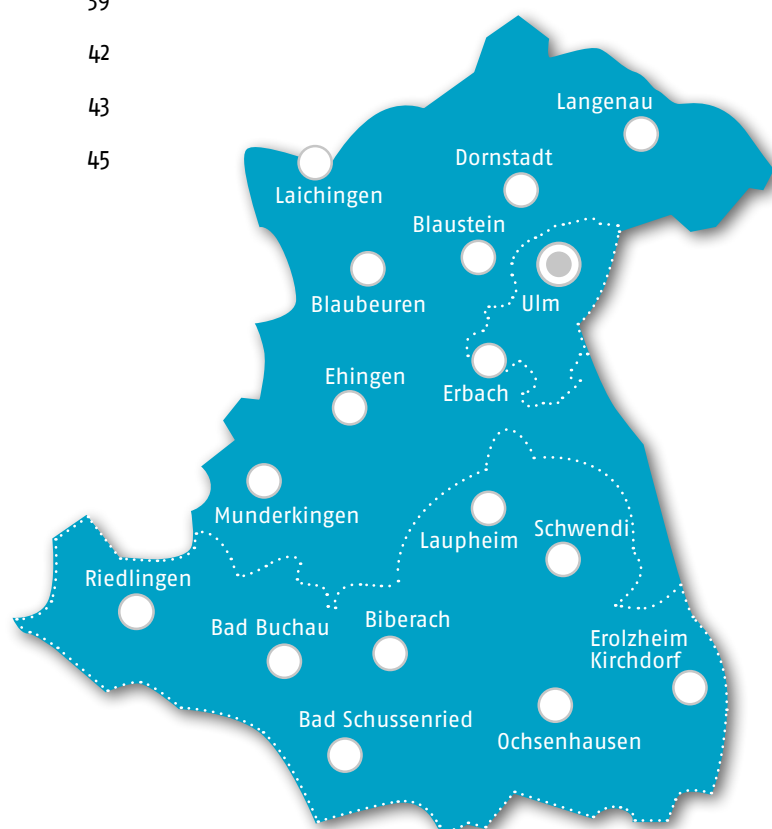 39
42
43
45
Langenau
Dornstadt
Laichingen
Blaustein
Blaubeuren
Ulm
Ehingen
Erbach
Munderkingen
Laupheim
Schwendi
Riedlingen
Bad Buchau
Biberach
Erolzheim
Kirchdorf
Bad Schussenried
Ochsenhausen